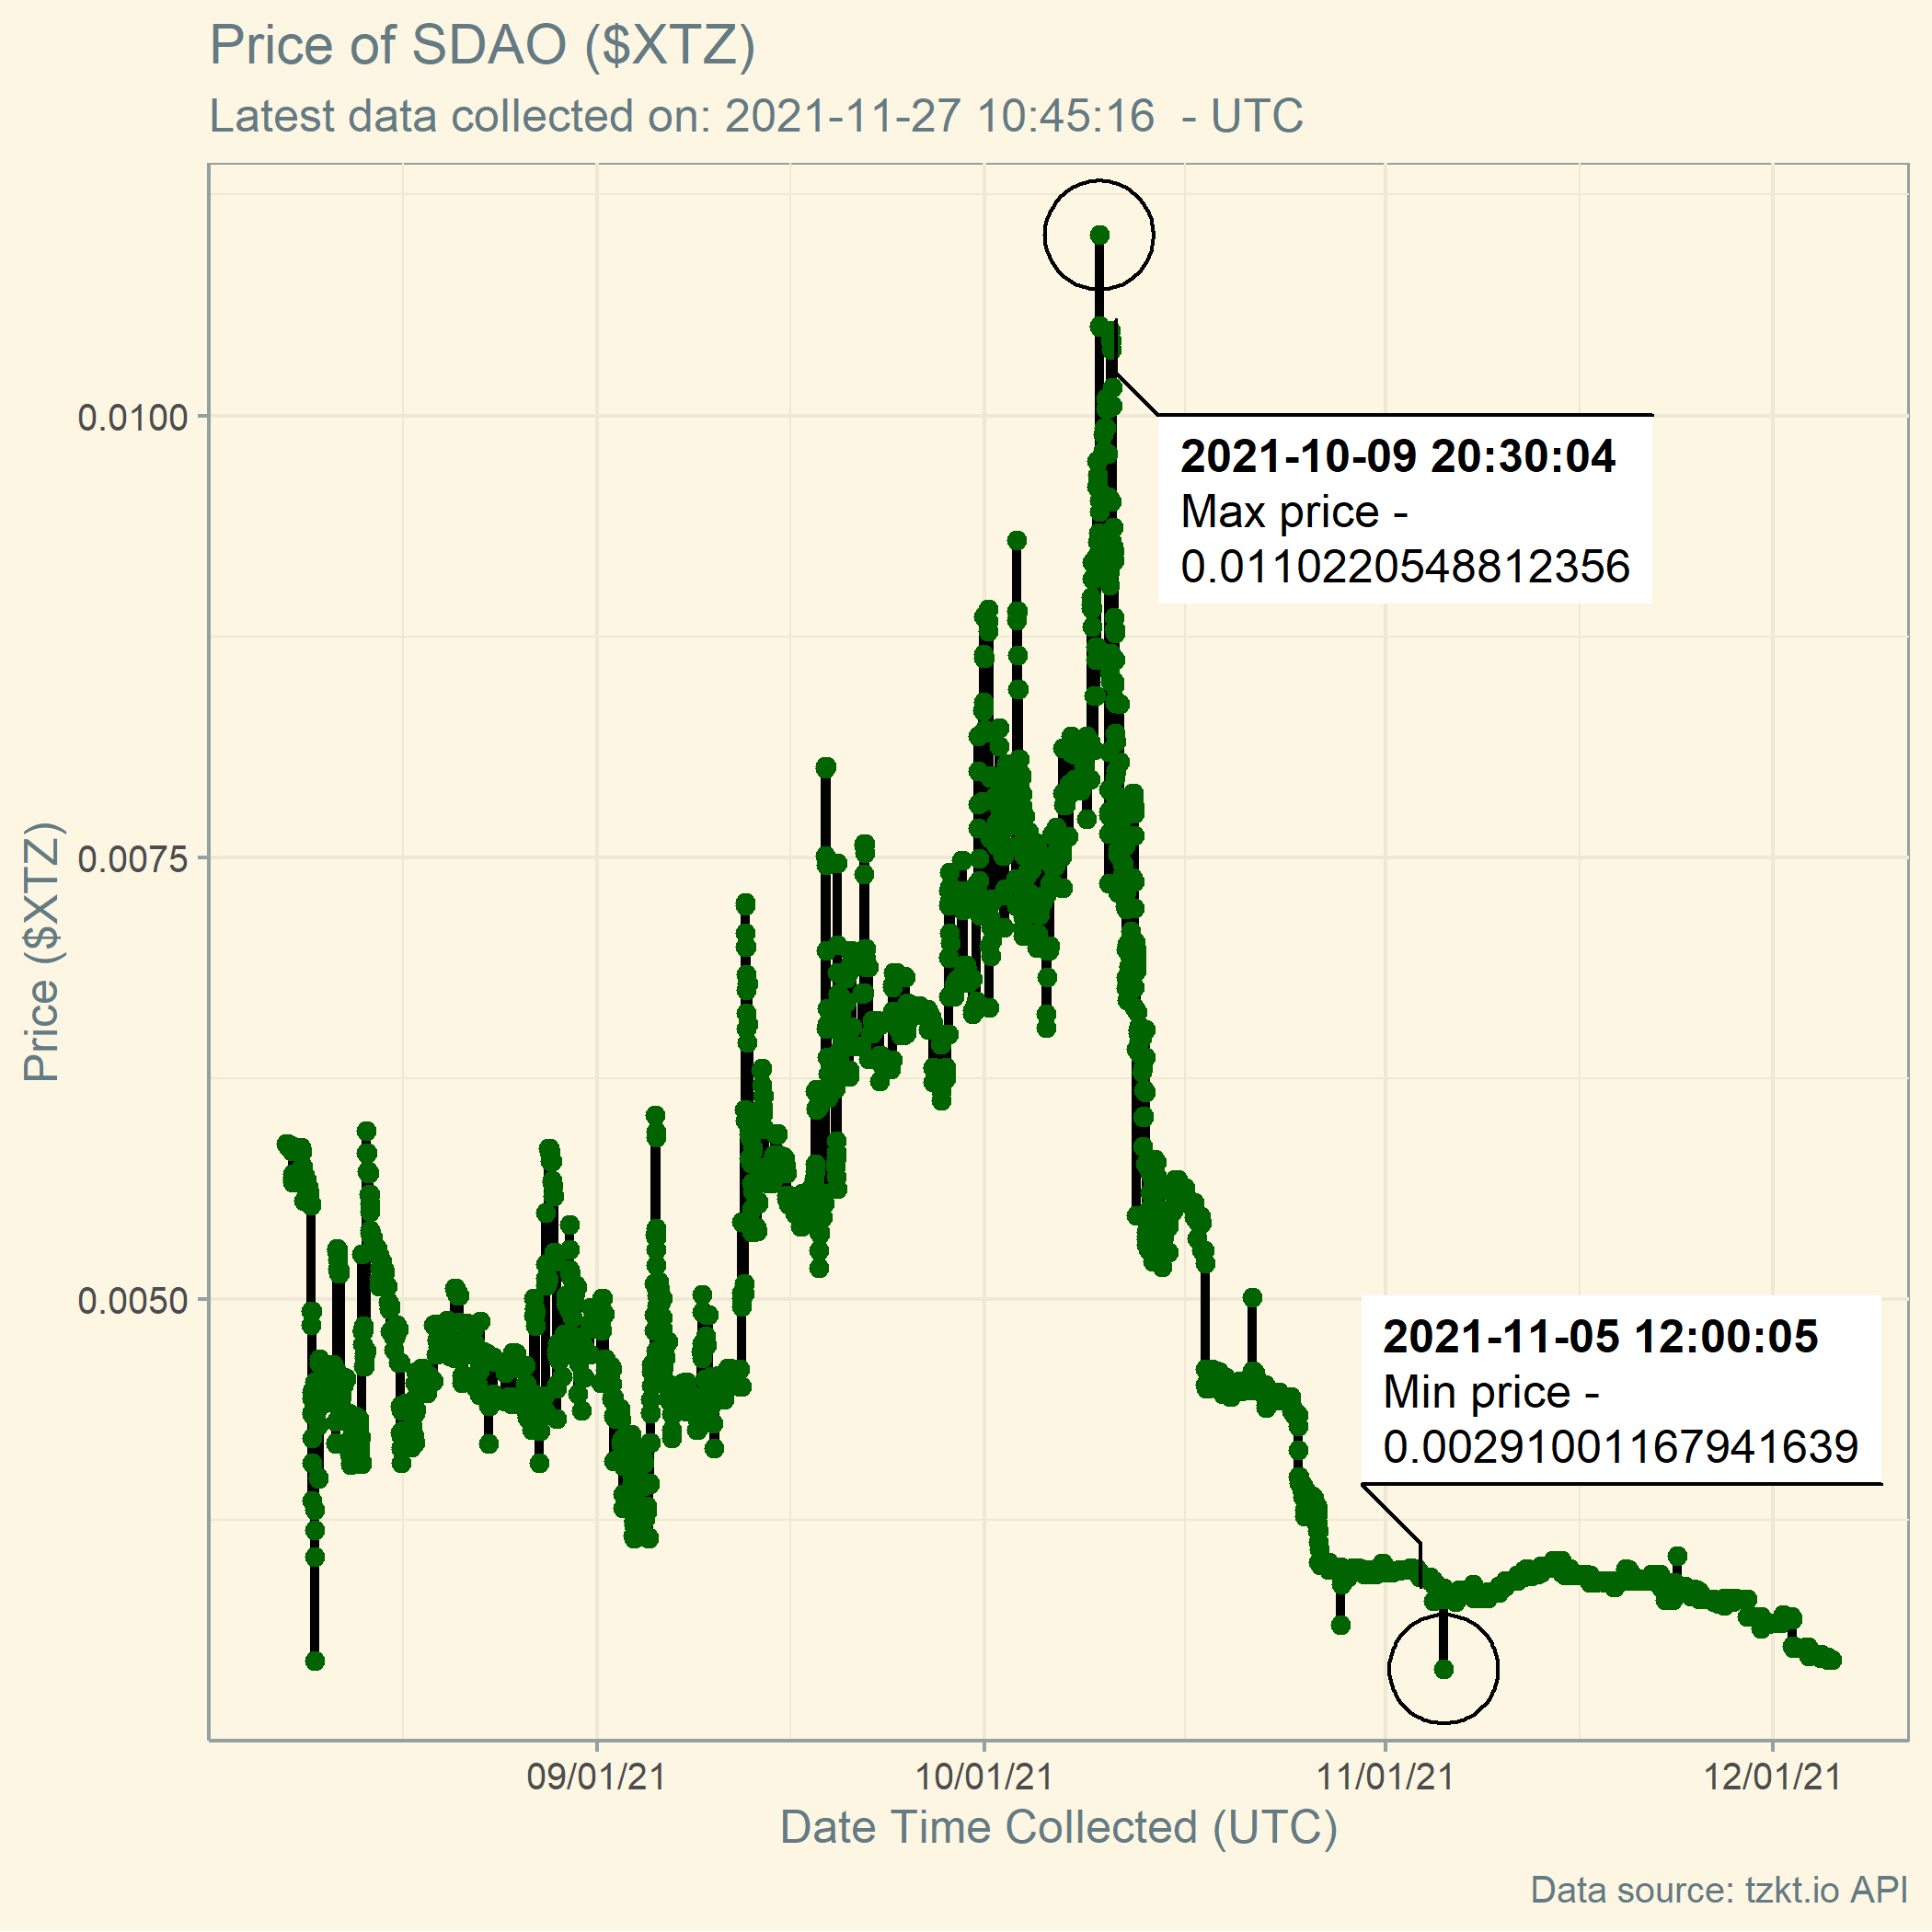 Price of SDAO ($XTZ)
Latest data collected on: 2021-11-27 10:45:16  - UTC
0.0100
2021-10-09 20:30:04
Max price -
0.0110220548812356
0.0075
Price ($XTZ)
0.0050
2021-11-05 12:00:05
Min price -
0.00291001167941639
09/01/21
10/01/21
11/01/21
12/01/21
Date Time Collected (UTC)
Data source: tzkt.io API